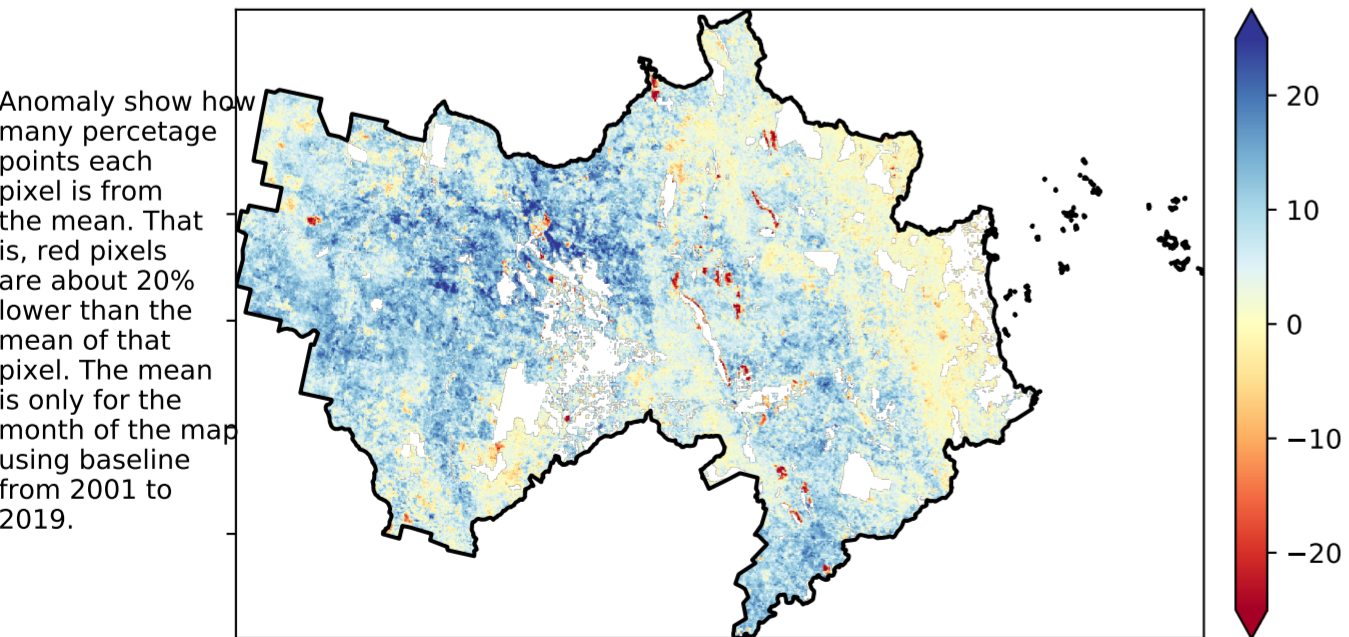 Anomaly show how
many percetage
points each
pixel is from
the mean. That
is, red pixels
are about 20%
lower than the
mean of that
pixel. The mean
is only for the
month of the map
using baseline
from 2001 to
2019.
20
10
0
−10
−20